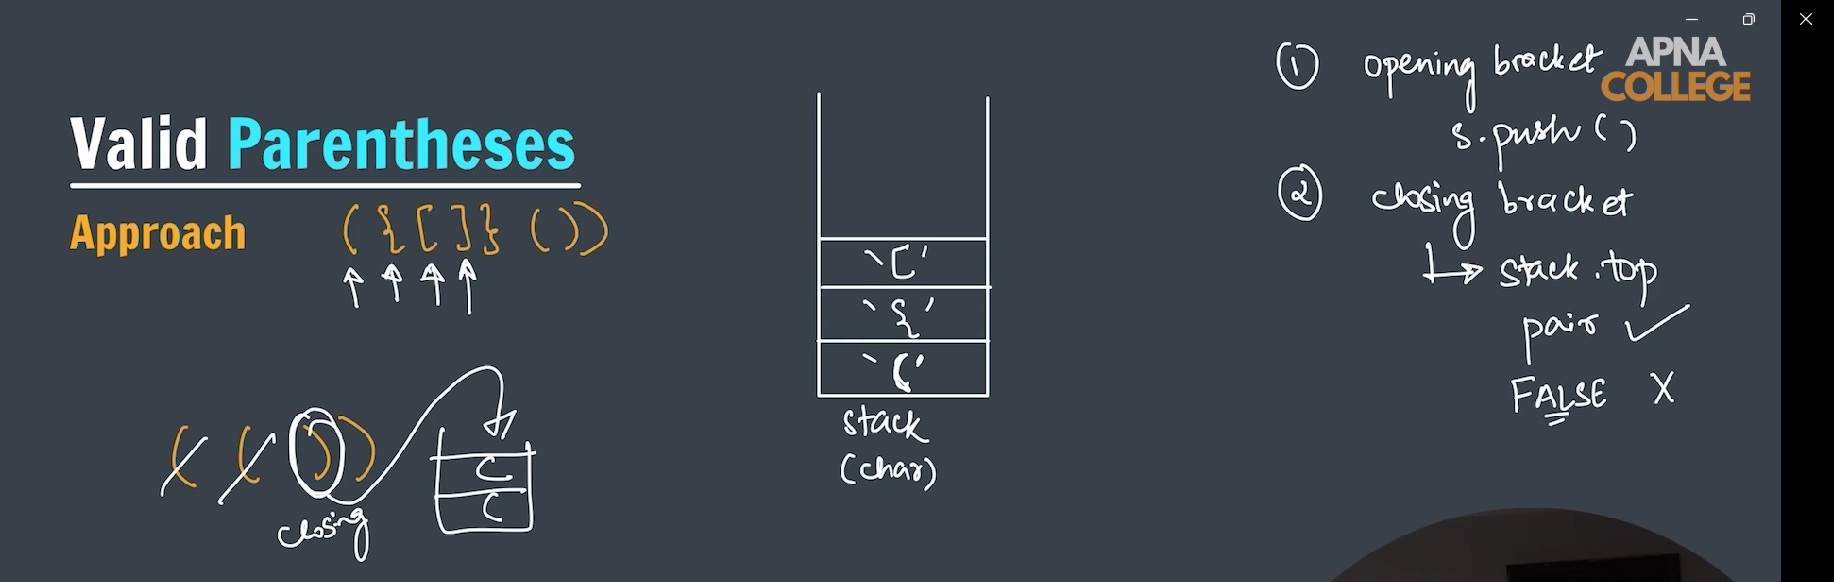 Valid Parentheses
Approach ( { [ ] } ( ) )
( ( ) )
closing
(
(
'['
'{'
'('
stack
(char)
① opening bracket
s.push()
② closing bracket
↳ stack.top
pair ✓
FALSE X
APNA
COLLEGE